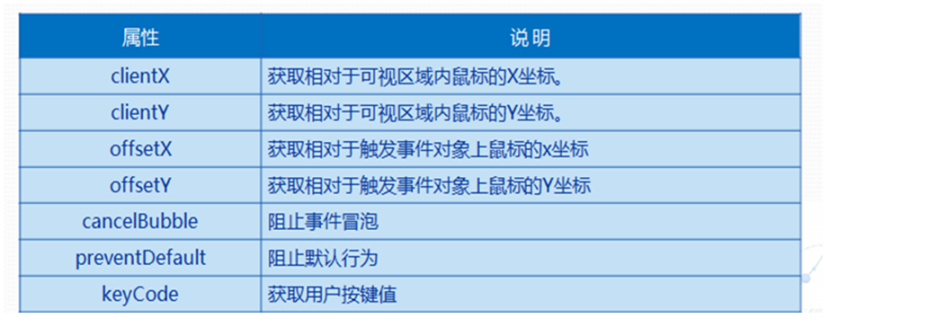 属性 说明
clientX 获取相对于可视区域内鼠标的X坐标。
clientY 获取相对于可视区域内鼠标的Y坐标。
offsetX 获取相对于触发事件对象上鼠标的x坐标
offsetY 获取相对于触发事件对象上鼠标的Y坐标
cancelBubble 阻止事件冒泡
preventDefault 阻止默认行为
keyCode 获取用户按键值